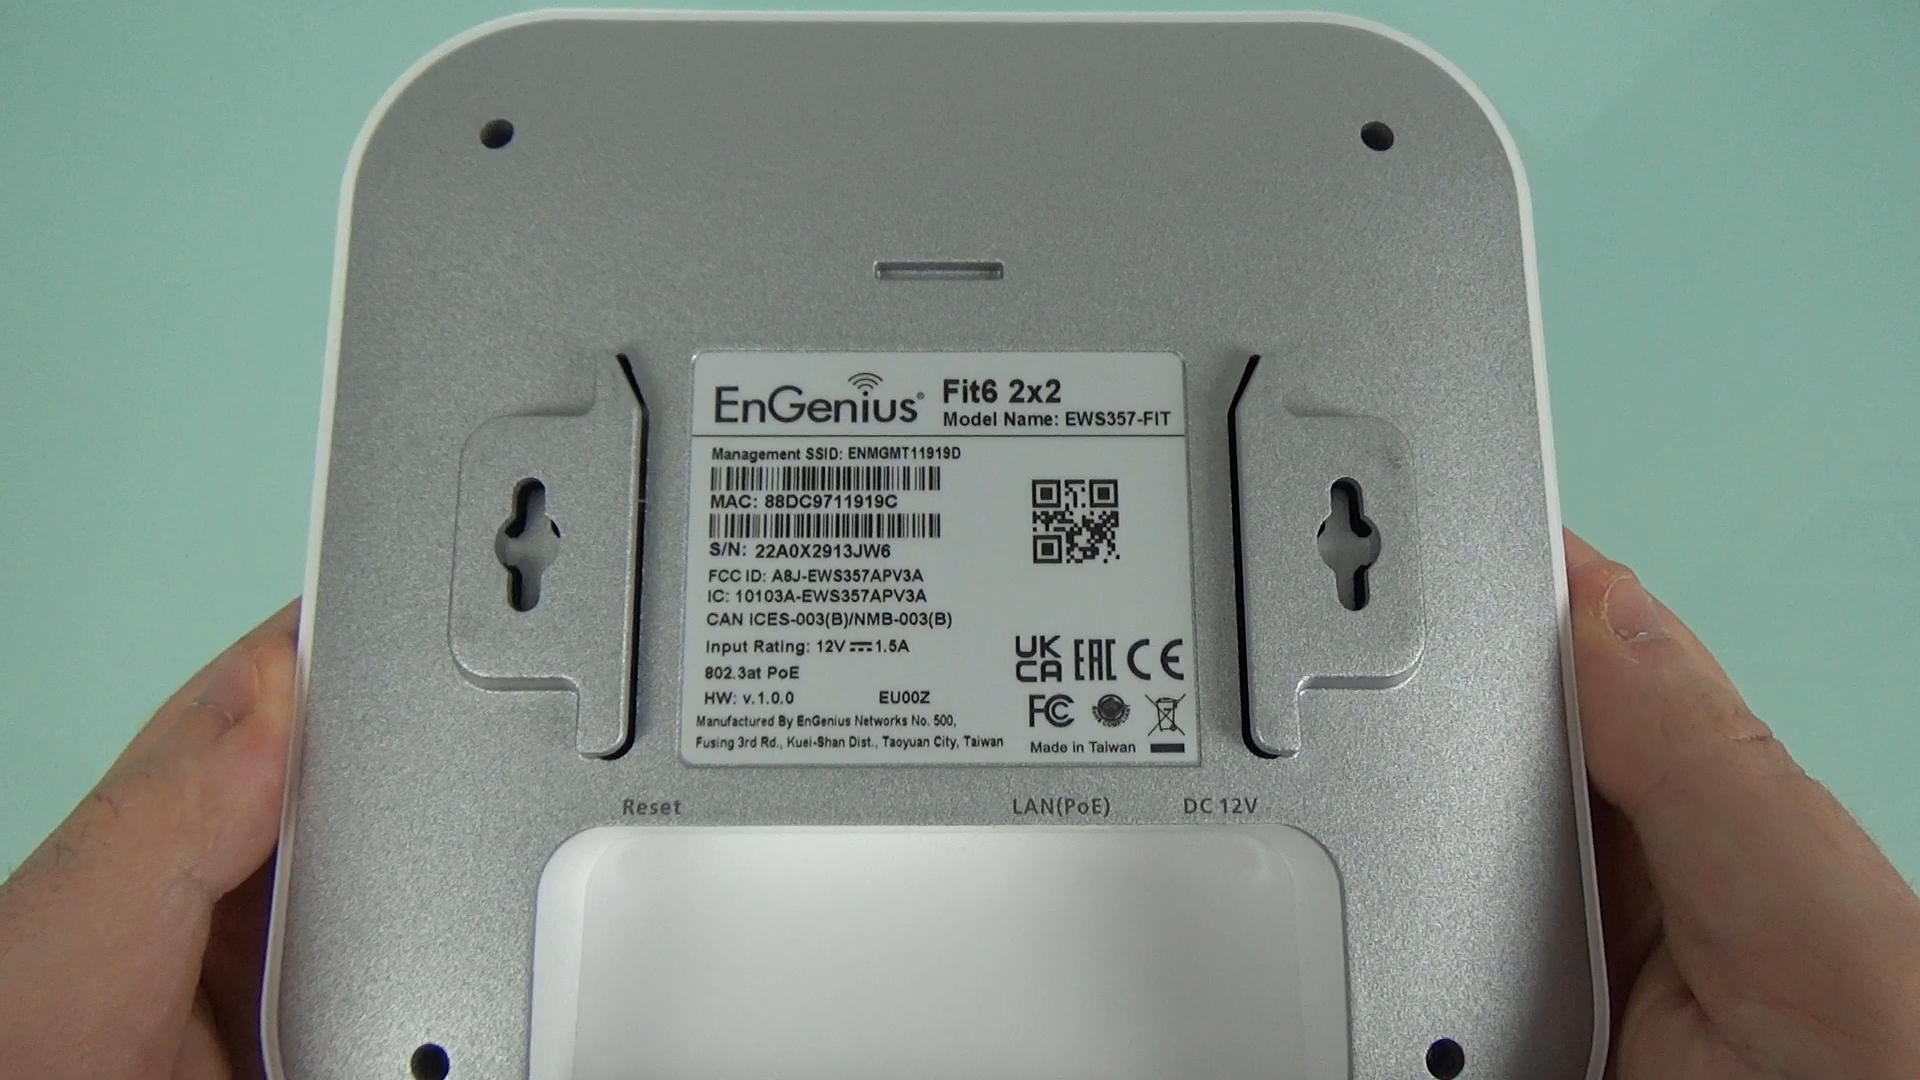 EnGenius®
Fit6 2x2
Model Name: EWS357-FIT
Management SSID: ENMGMT11919D
MAC: 88DC9711919C
S/N: 22A0X2913JW6
FCC ID: A8J-EWS357APV3A
IC: 10103A-EWS357APV3A
CAN ICES-003(B)/NMB-003(B)
Input Rating: 12V ⎓ 1.5A
802.3at PoE
HW: v.1.0.0 EU00Z
Manufactured By EnGenius Networks No. 500,
Fusing 3rd Rd., Kuei-Shan Dist., Taoyuan City, Taiwan
UK
CA
EAC
CE
FC
Made in Taiwan
Reset
LAN(PoE)
DC 12V